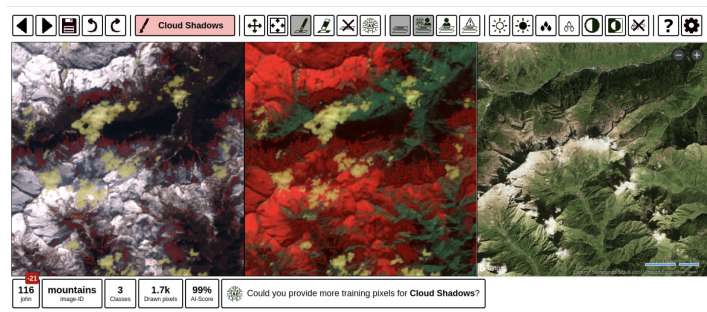 Cloud Shadows
?
-21
116
john
mountains
image-ID
3
Classes
1.7k
Drawn pixels
99%
AI-Score
Could you provide more training pixels for Cloud Shadows?